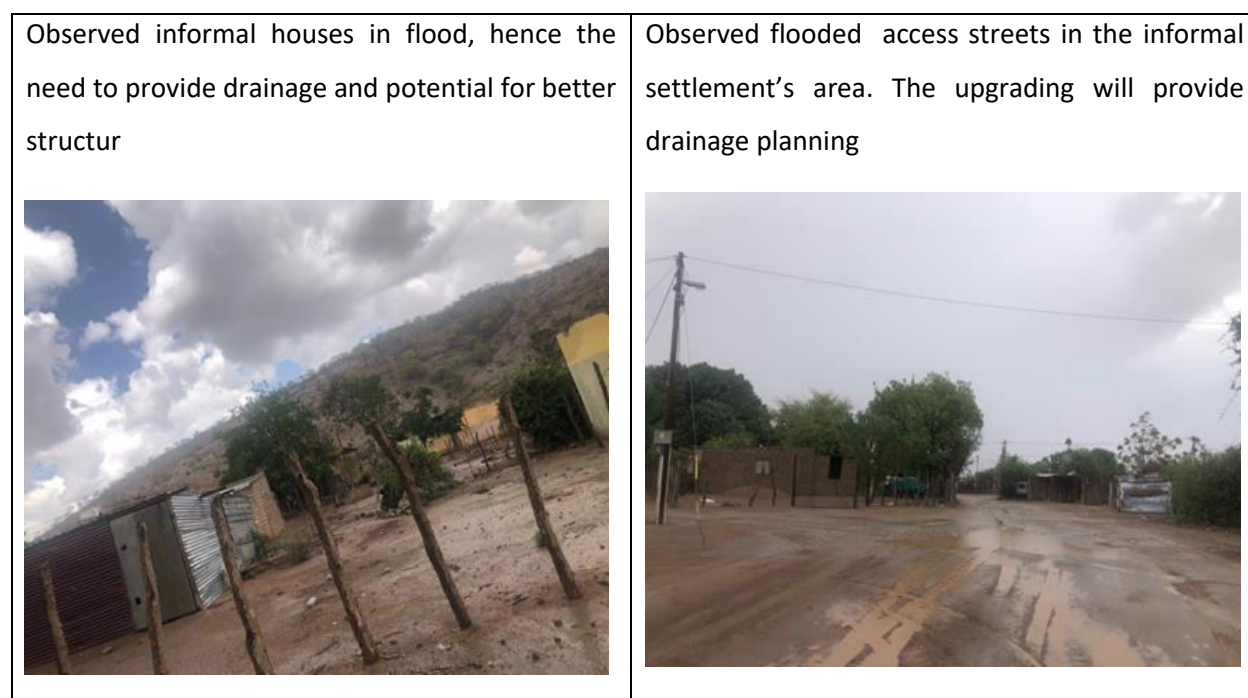 Observed informal houses in flood, hence the
need to provide drainage and potential for better
structur
Observed flooded access streets in the informal
settlement’s area. The upgrading will provide
drainage planning